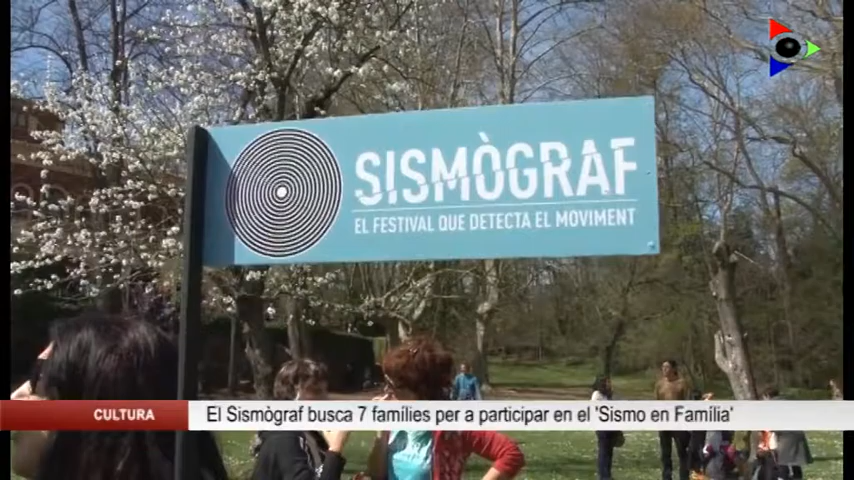 SISMÒGRAF
EL FESTIVAL QUE DETECTA EL MOVIMENT
CULTURA
El Sismògraf busca 7 famílies per a participar en el 'Sismo en Família'